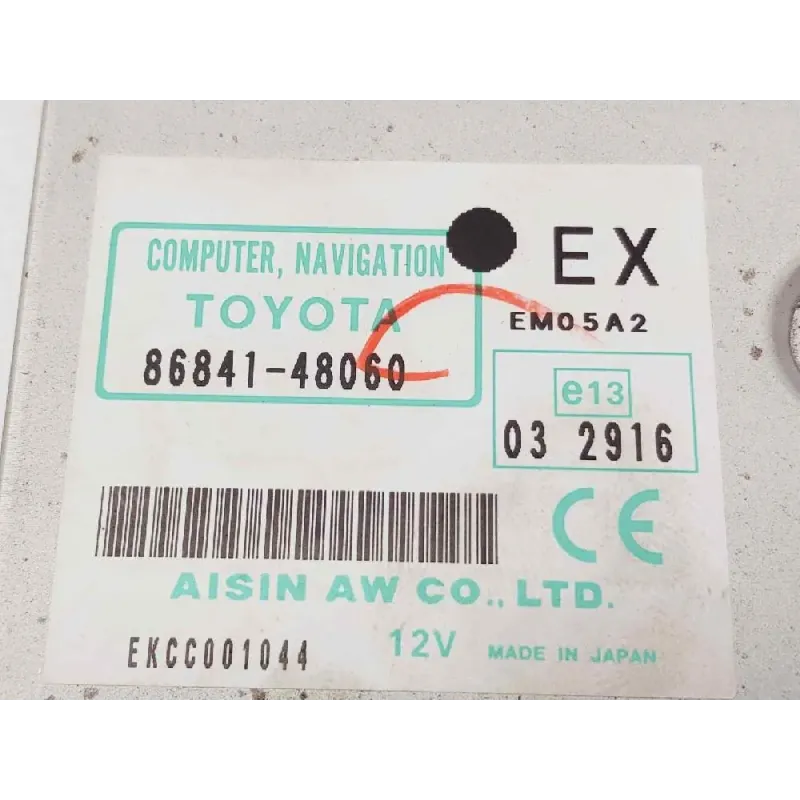 COMPUTER, NAVIGATION
TOYOTA
86841-48060
EX
EM05A2
e13
03 2916
CE
AISIN AW CO., LTD.
EKCC001044
12V
MADE IN JAPAN